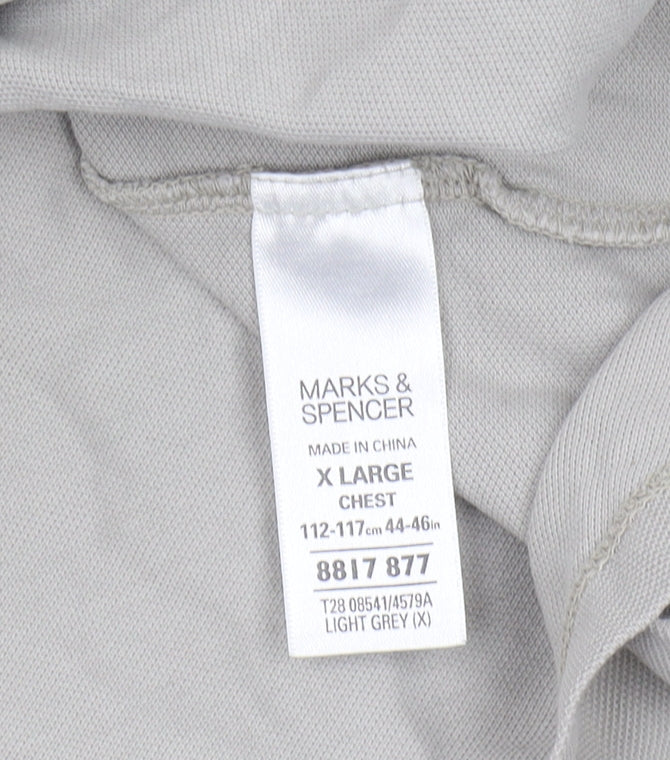 MARKS &
SPENCER
MADE IN CHINA
X LARGE
CHEST
112-117cm 44-46in
8817 877
T28 08541/4579A
LIGHT GREY (X)